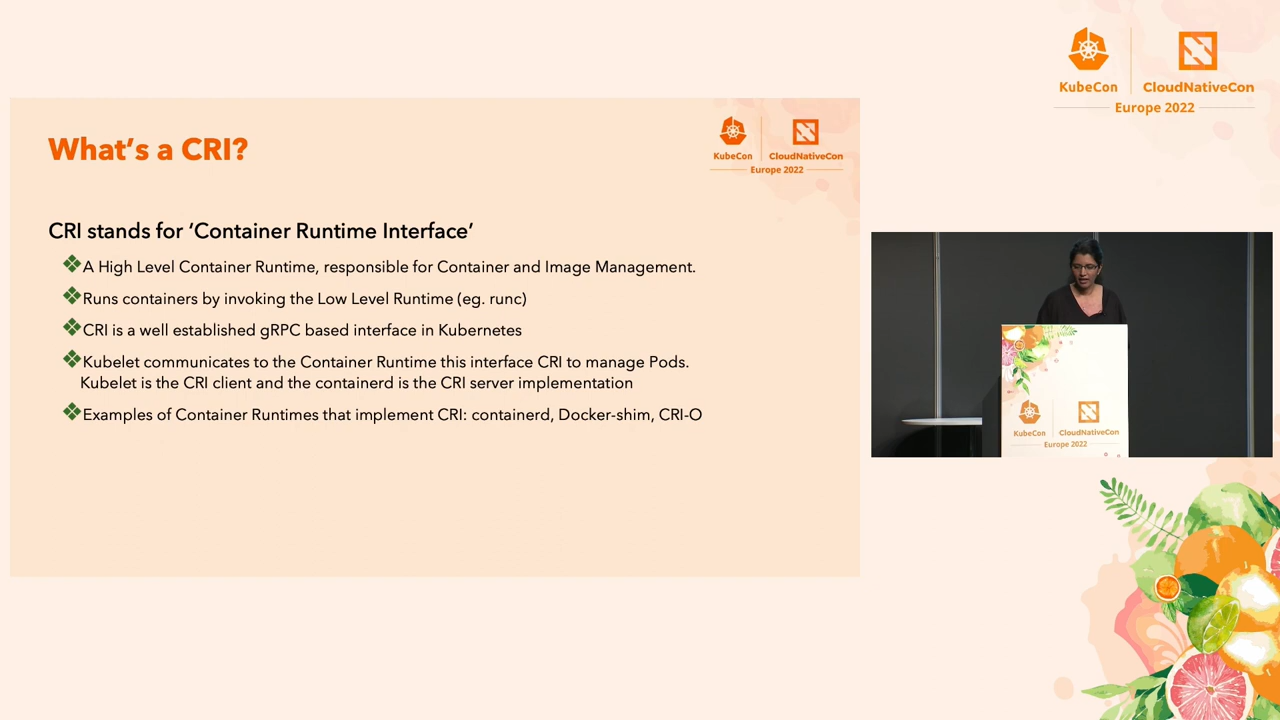 KubeCon
CloudNativeCon
Europe 2022
What's a CRI?
KubeCon
CloudNativeCon
Europe 2022
CRI stands for ‘Container Runtime Interface’
A High Level Container Runtime, responsible for Container and Image Management.
Runs containers by invoking the Low Level Runtime (eg. runc)
CRI is a well established gRPC based interface in Kubernetes
Kubelet communicates to the Container Runtime this interface CRI to manage Pods.
Kubelet is the CRI client and the containerd is the CRI server implementation
Examples of Container Runtimes that implement CRI: containerd, Docker-shim, CRI-O
KubeCon
CloudNativeCon
Europe 2022